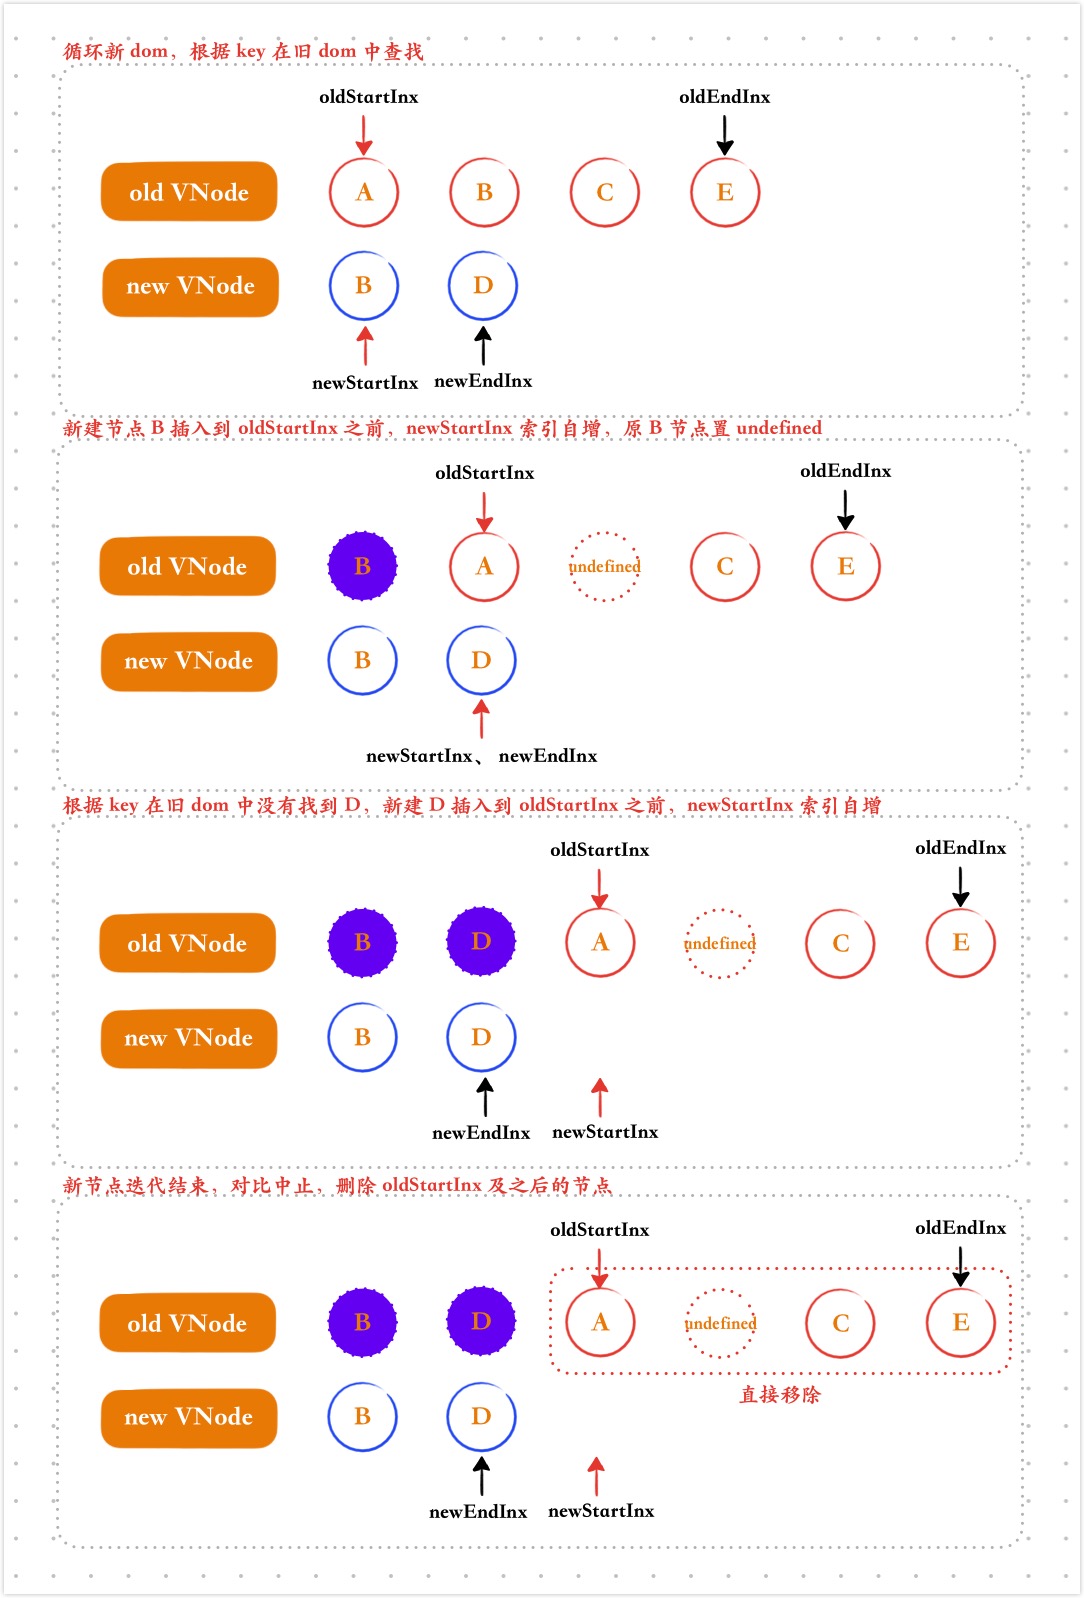 循环新 dom，根据 key 在旧 dom 中查找
oldStartInx oldEndInx
old VNode A B C E
new VNode B D
newStartInx newEndInx
新建节点 B 插入到 oldStartInx 之前，newStartInx 索引自增，原 B 节点置 undefined
oldStartInx oldEndInx
old VNode B A undefined C E
new VNode B D
newStartInx、 newEndInx
根据 key 在旧 dom 中没有找到 D，新建 D 插入到 oldStartInx 之前，newStartInx 索引自增
oldStartInx oldEndInx
old VNode B D A undefined C E
new VNode B D
newEndInx newStartInx
新节点迭代结束，对比中止，删除 oldStartInx 及之后的节点
oldStartInx oldEndInx
old VNode B D A undefined C E
直接移除
new VNode B D
newEndInx newStartInx